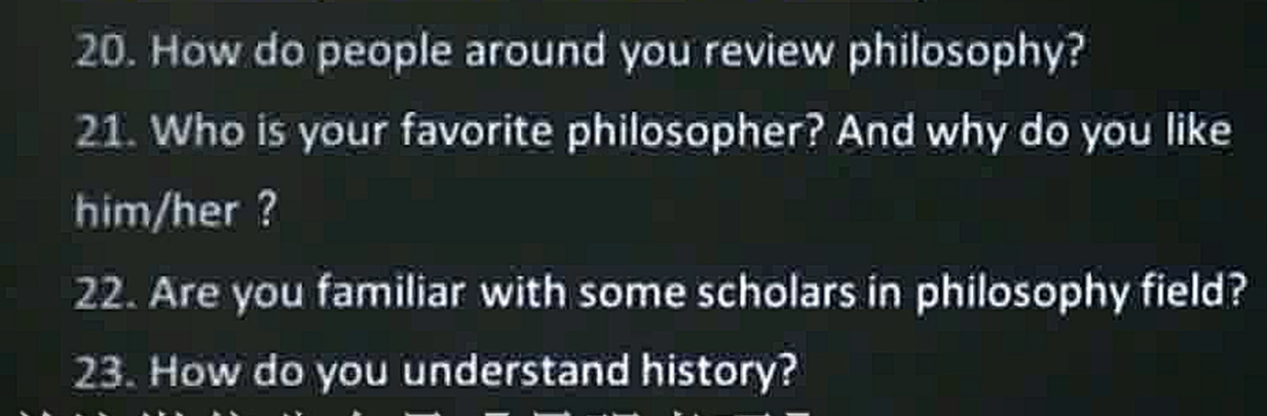 20. How do people around you review philosophy?
21. Who is your favorite philosopher? And why do you like
him/her ?
22. Are you familiar with some scholars in philosophy field?
23. How do you understand history?